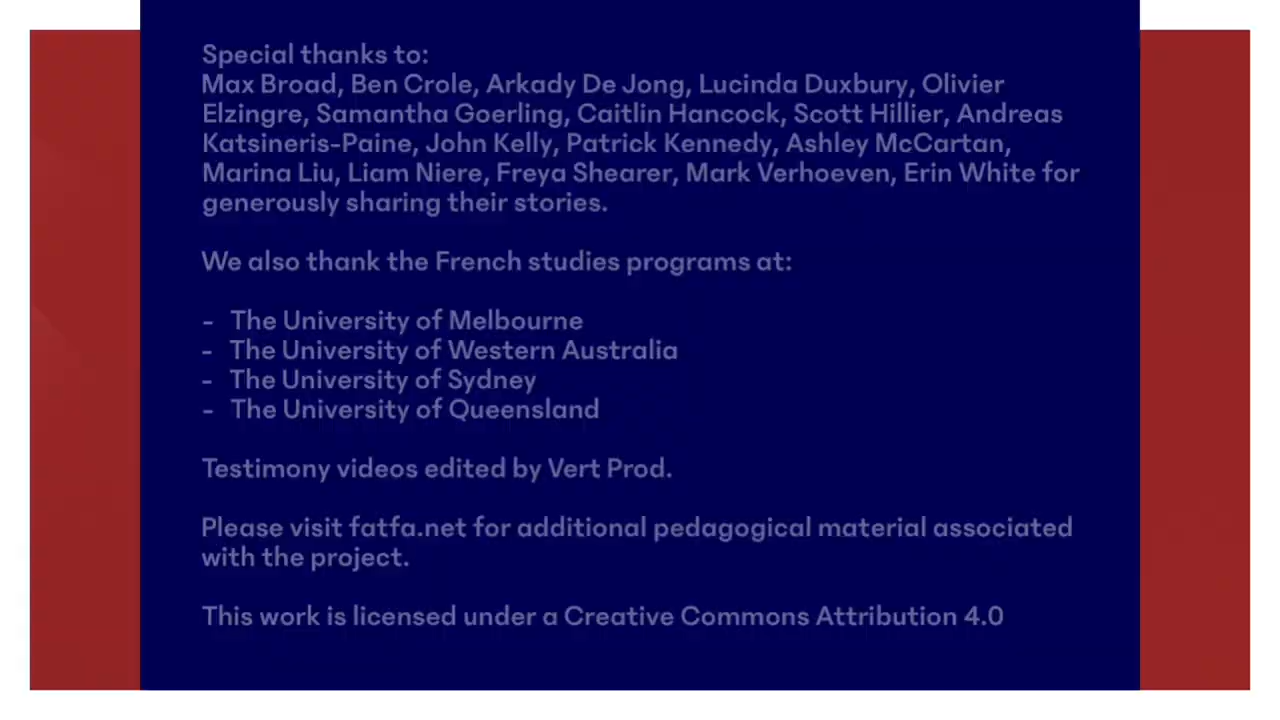 Special thanks to:
Max Broad, Ben Crole, Arkady De Jong, Lucinda Duxbury, Olivier
Elzingre, Samantha Goerling, Caitlin Hancock, Scott Hillier, Andreas
Katsineris-Paine, John Kelly, Patrick Kennedy, Ashley McCartan,
Marina Liu, Liam Niere, Freya Shearer, Mark Verhoeven, Erin White for
generously sharing their stories.
We also thank the French studies programs at:
- The University of Melbourne
- The University of Western Australia
- The University of Sydney
- The University of Queensland
Testimony videos edited by Vert Prod.
Please visit fatfa.net for additional pedagogical material associated
with the project.
This work is licensed under a Creative Commons Attribution 4.0